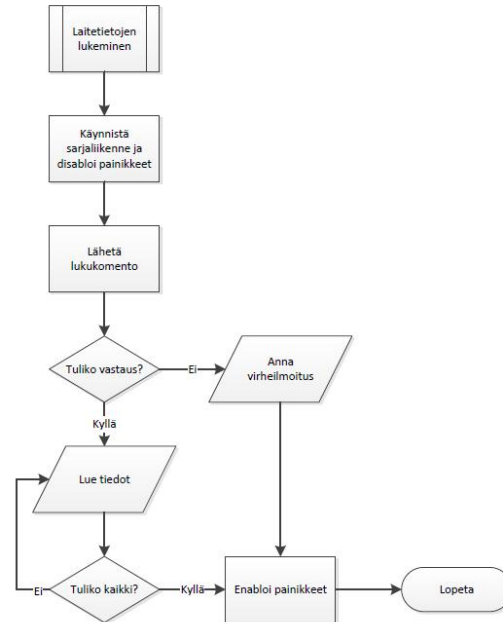 Laitetietojen
lukeminen
Käynnistä
sarjaliikenne ja
disabloi painikkeet
Lähetä
lukukomento
Tuliko vastaus?
Ei
Anna
virheilmoitus
Kyllä
Lue tiedot
Tuliko kaikki?
Ei
Kyllä
Enabloi painikkeet
Lopeta